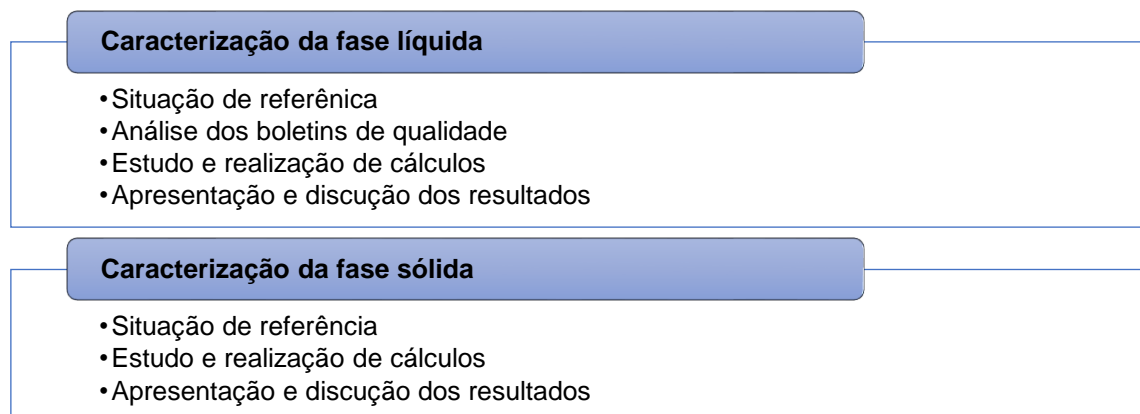 Caracterização da fase líquida
•Situação de referênica
•Análise dos boletins de qualidade
•Estudo e realização de cálculos
•Apresentação e discução dos resultados
Caracterização da fase sólida
•Situação de referência
•Estudo e realização de cálculos
•Apresentação e discução dos resultados